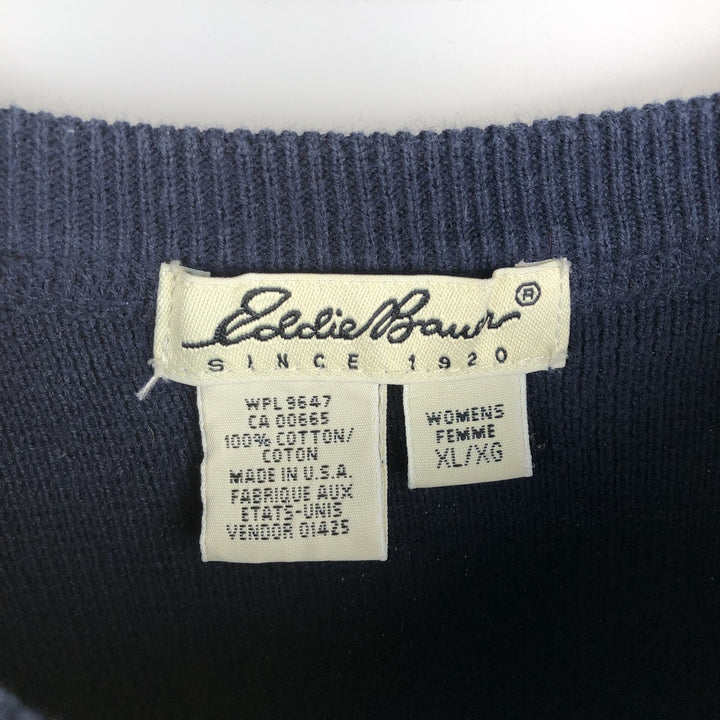 Eddie Bauer ®
SINCE 1920
WPL 9647
CA 00665
100% COTTON/
COTON
MADE IN U.S.A.
FABRIQUE AUX
ETATS-UNIS
VENDOR 01425
WOMENS
FEMME
XL/XG